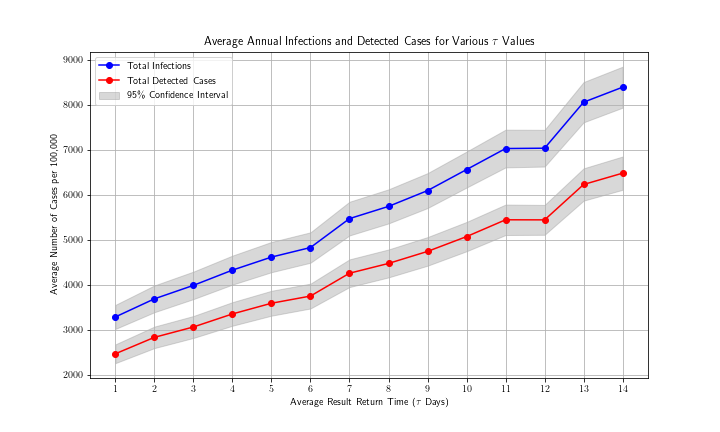 Average Annual Infections and Detected Cases for Various τ Values
Total Infections
Total Detected Cases
95% Confidence Interval
Average Number of Cases per 100,000
9000
8000
7000
6000
5000
4000
3000
2000
1 2 3 4 5 6 7 8 9 10 11 12 13 14
Average Result Return Time (τ Days)